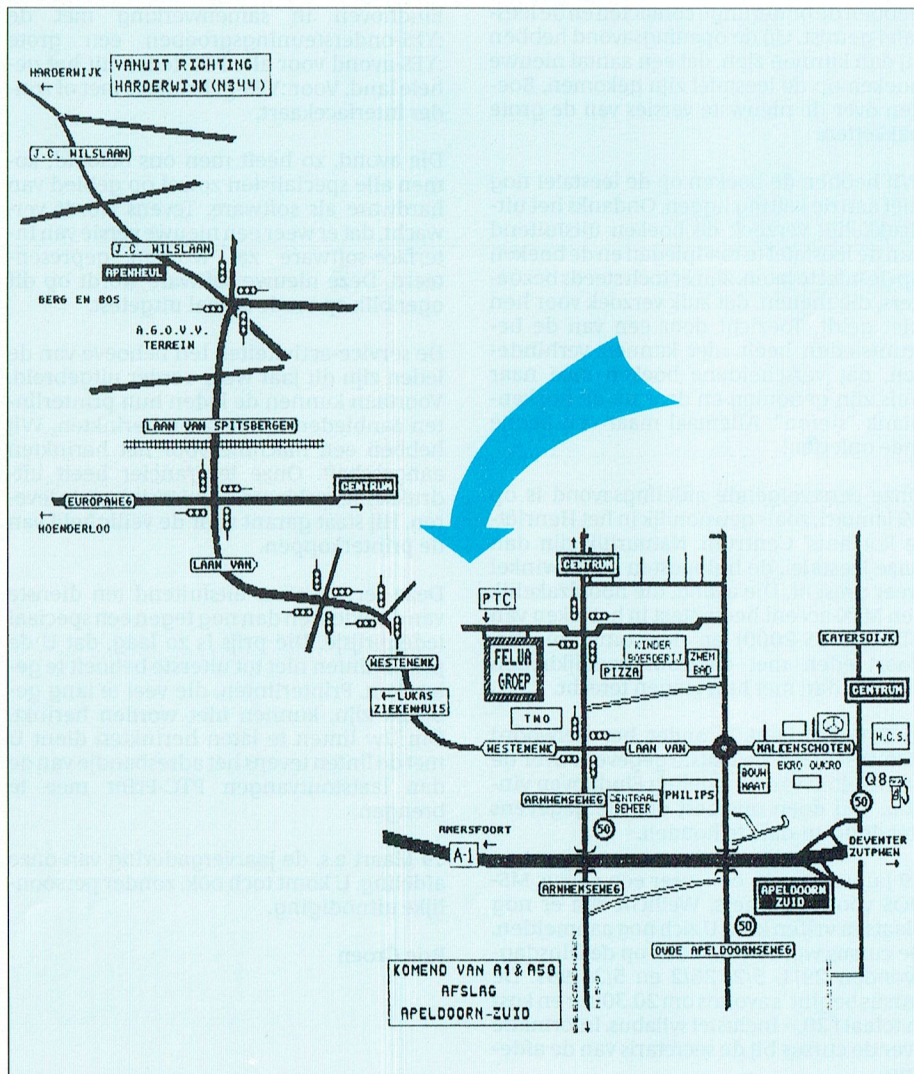 HARDERWIJK
VANUIT RICHTING
HARDERWIJK(N344)
J.C. WILSLAAN
J.C. WILSLAAN
APENHEUL
BERG EN BOS
A.G.O.V.V.
TERREIN
LAAN VAN SPITSBERGEN
CENTRUM
EUROPAWEG
HOENDERLOO
LAAN VAN
WESTENENK
LUKAS
ZIEKENHUIS
CENTRUM
PTC
FELUA
GROEP
KINDER
BOERDERIJ
PIZZA
ZWEM
BAD
KAYERSDIJK
CENTRUM
TNO
WESTENENK
LAAN VAN
MALKENSCHOTEN
H.C.S.
EKRO OUKRO
BOUW
MAAT
Q8
ARNHEMSEWEG
CENTRAAL
BEHEER
PHILIPS
50
50
AMERSFOORT
A-1
DEVENTER
ZUTPHEN
ARNHEMSEWEG
APELDOORN
ZUID
50
OUDE APELDOORNSEWEG
BEEKBERGEN
N50
KOMEND VAN A1 & A50
AFSLAG
APELDOORN-ZUID